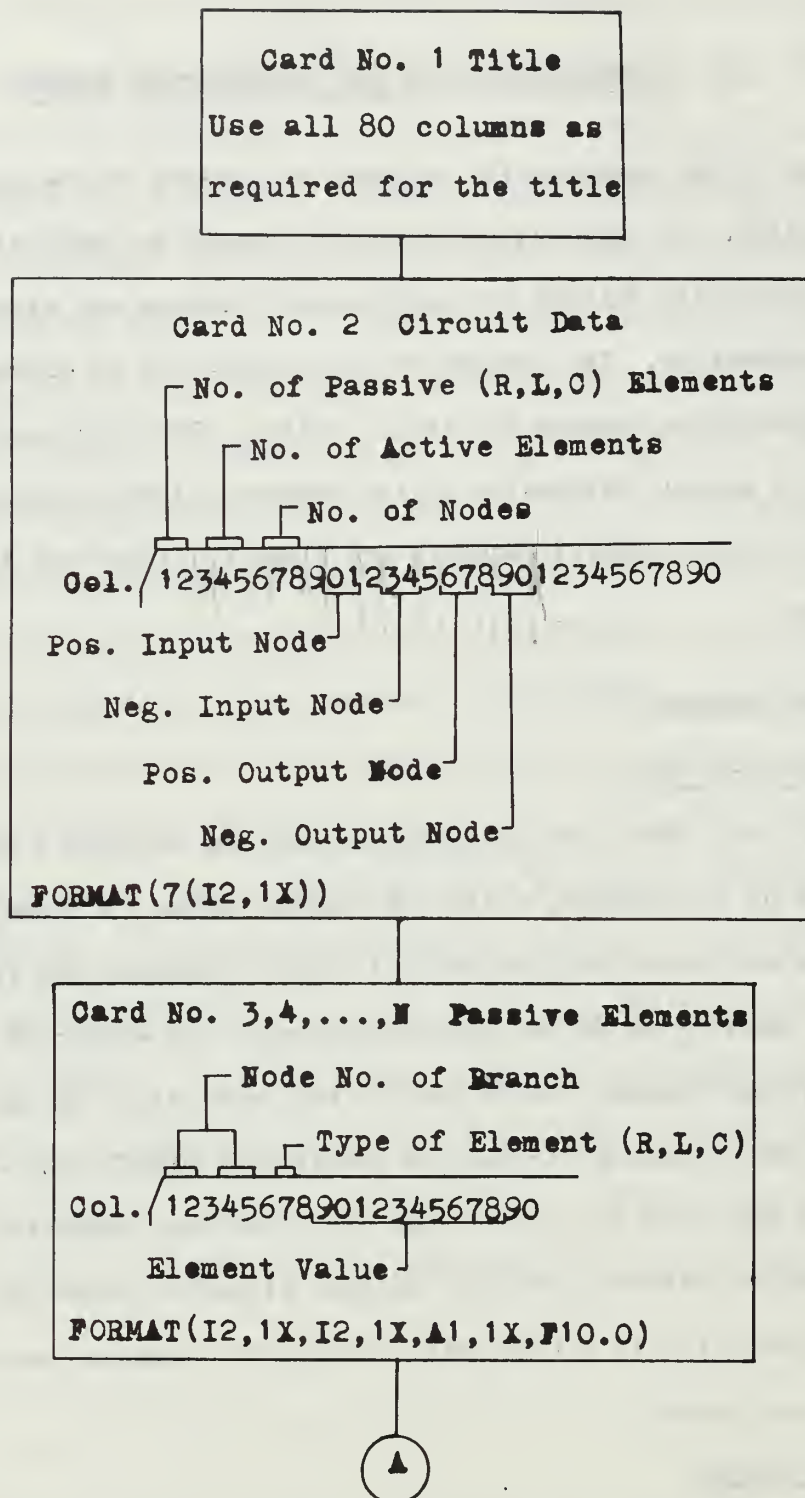 Card No. 1 Title
Use all 80 columns as
required for the title
Card No. 2 Circuit Data
No. of Passive (R,L,C) Elements
No. of Active Elements
No. of Nodes
Col. 123456789012345678901234567890
Pos. Input Node
Neg. Input Node
Pos. Output Node
Neg. Output Node
FORMAT(7(I2,1X))
Card No. 3,4,...,N Passive Elements
Node No. of Branch
Type of Element (R,L,C)
Col. 12345678901234567890
Element Value
FORMAT(I2,1X,I2,1X,A1,1X,F10.0)
A